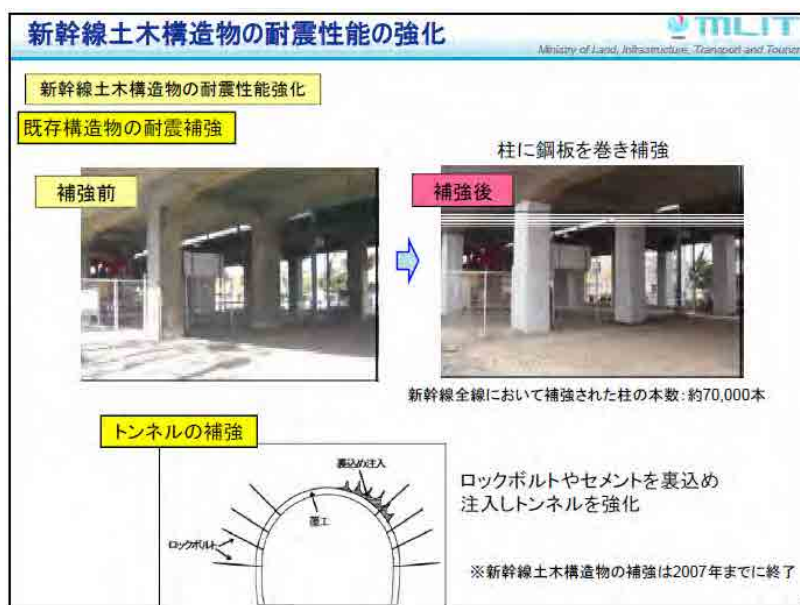 新幹線土木構造物の耐震性能の強化
MLIT
Ministry of Land, Infrastructure, Transport and Tourism
新幹線土木構造物の耐震性能強化
既存構造物の耐震補強
柱に鋼板を巻き補強
補強前
補強後
新幹線全線において補強された柱の本数：約70,000本
トンネルの補強
裏込め注入
覆工
ロックボルト
ロックボルトやセメントを裏込め
注入しトンネルを強化
※新幹線土木構造物の補強は2007年までに終了